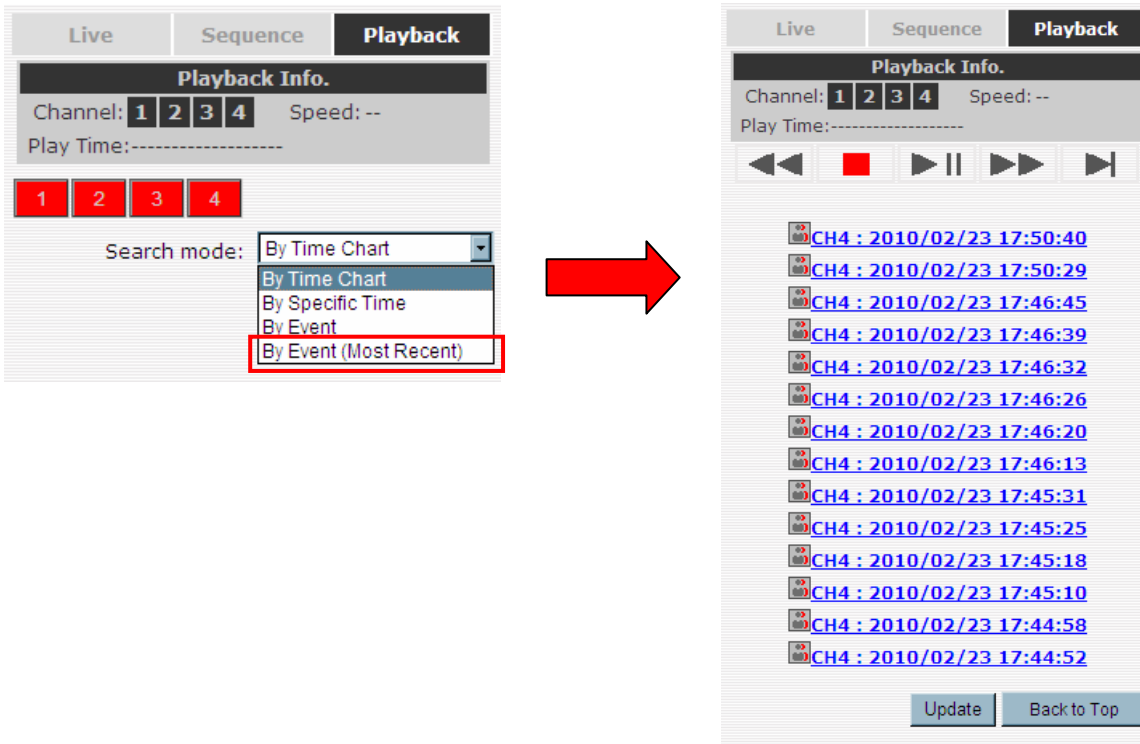 Live Sequence Playback
Playback Info.
Channel: 1 2 3 4 Speed: --
Play Time:-------------------
1 2 3 4
Search mode: By Time Chart
By Time Chart
By Specific Time
By Event
By Event (Most Recent)
Live Sequence Playback
Playback Info.
Channel: 1 2 3 4 Speed: --
Play Time:-------------------
CH4 : 2010/02/23 17:50:40
CH4 : 2010/02/23 17:50:29
CH4 : 2010/02/23 17:46:45
CH4 : 2010/02/23 17:46:39
CH4 : 2010/02/23 17:46:32
CH4 : 2010/02/23 17:46:26
CH4 : 2010/02/23 17:46:20
CH4 : 2010/02/23 17:46:13
CH4 : 2010/02/23 17:45:31
CH4 : 2010/02/23 17:45:25
CH4 : 2010/02/23 17:45:18
CH4 : 2010/02/23 17:45:10
CH4 : 2010/02/23 17:44:58
CH4 : 2010/02/23 17:44:52
Update Back to Top